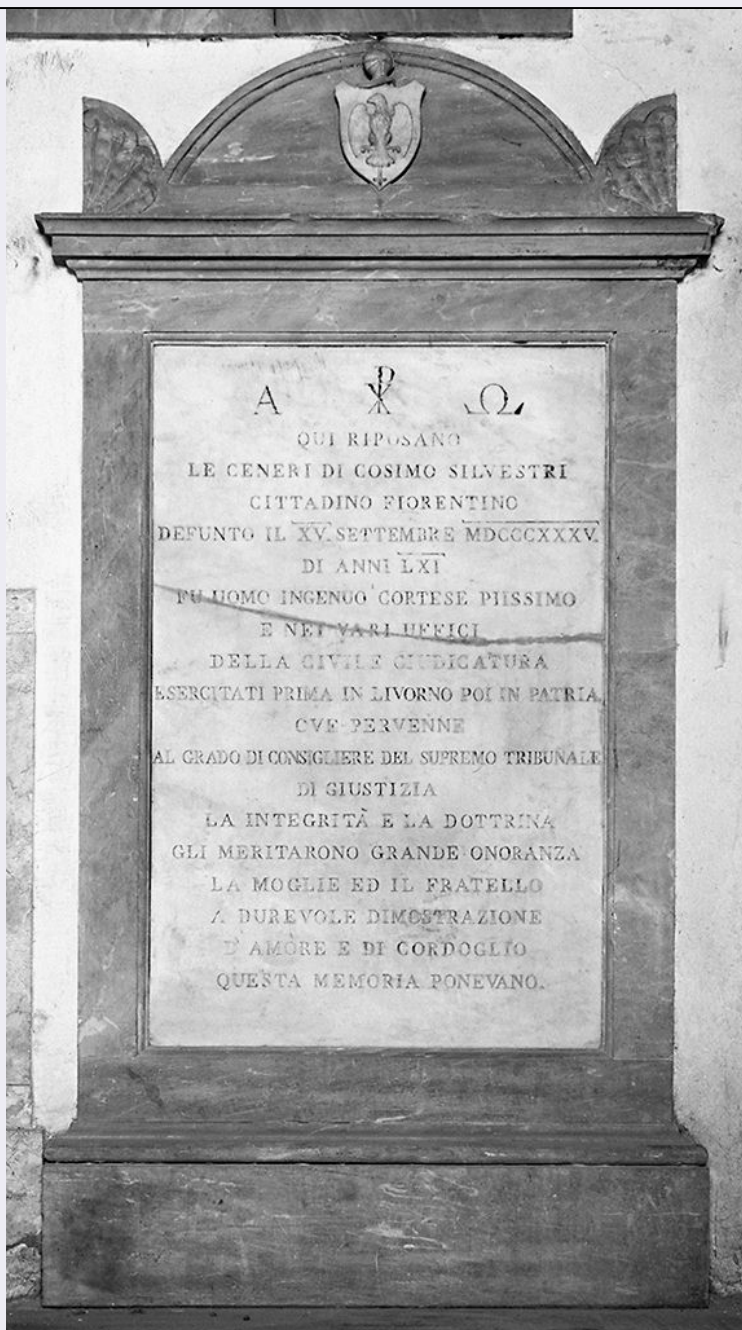 Α ☧ Ω
QUI RIPOSANO
LE CENERI DI COSIMO SILVESTRI
CITTADINO FIORENTINO
DEFUNTO IL XV. SETTEMBRE MDCCCXXXV.
DI ANNI LXI
FU UOMO INGENUO CORTESE PIISSIMO
E NEI VARI UFFICI
DELLA CIVILE GIUDICATURA
ESERCITATI PRIMA IN LIVORNO POI IN PATRIA
OVE PERVENNE
AL GRADO DI CONSIGLIERE DEL SUPREMO TRIBUNALE
DI GIUSTIZIA
LA INTEGRITÀ E LA DOTTRINA
GLI MERITARONO GRANDE ONORANZA
LA MOGLIE ED IL FRATELLO
A DUREVOLE DIMOSTRAZIONE
D'AMORE E DI CORDOGLIO
QUESTA MEMORIA PONEVANO.